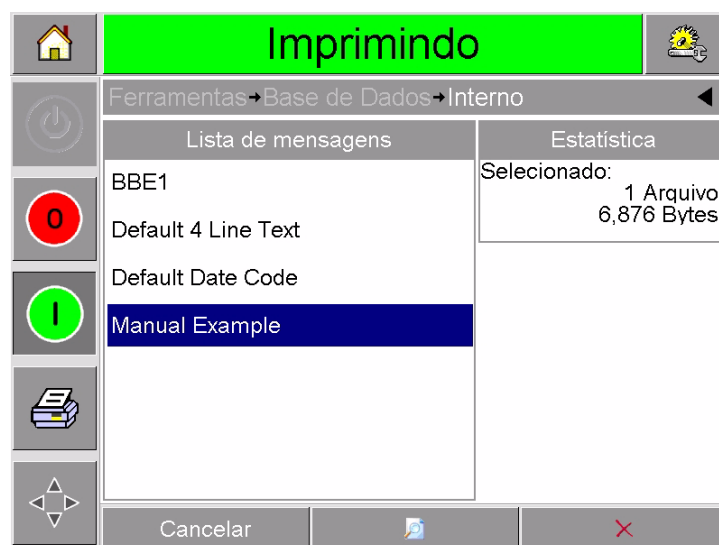 Imprimindo
Ferramentas→Base de Dados→Interno
Lista de mensagens
Estatística
BBE1
Default 4 Line Text
Default Date Code
Manual Example
Selecionado:
1 Arquivo
6,876 Bytes
0
I
Cancelar